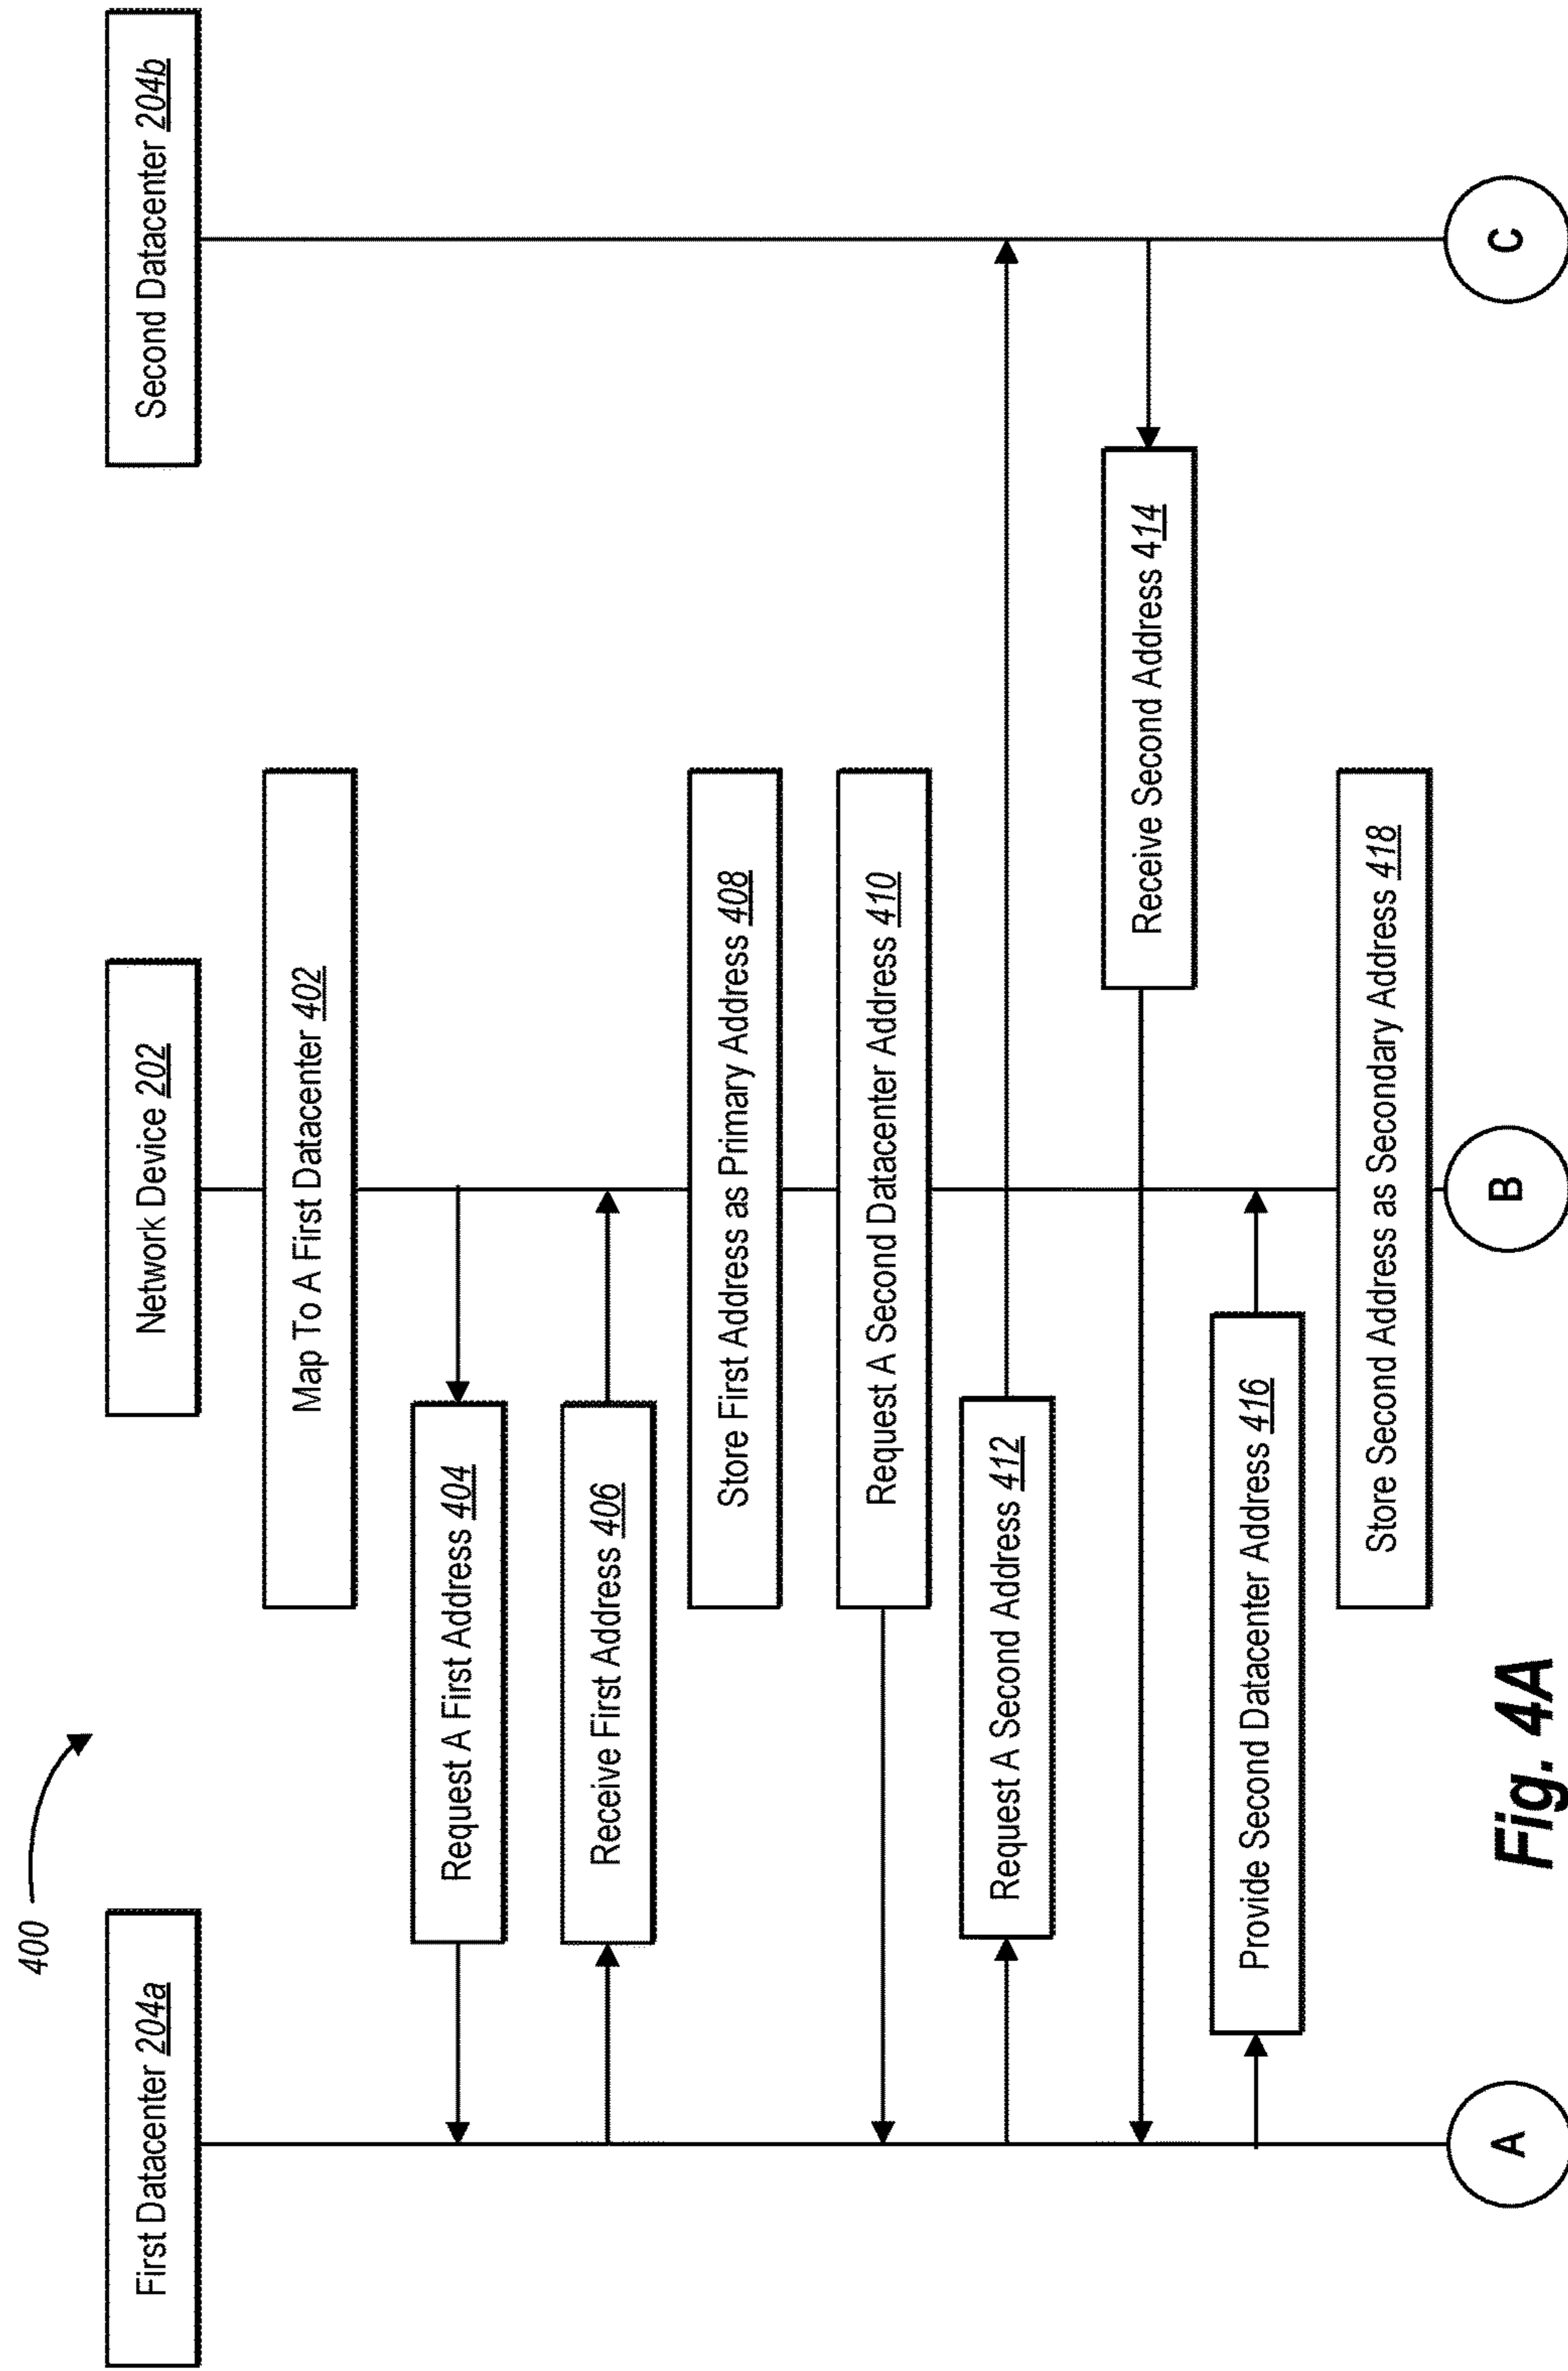 400
First Datacenter 204a
Network Device 202
Second Datacenter 204b
Map To A First Datacenter 402
Request A First Address 404
Receive First Address 406
Store First Address as Primary Address 408
Request A Second Datacenter Address 410
Request A Second Address 412
Receive Second Address 414
Provide Second Datacenter Address 416
Store Second Address as Secondary Address 418
A
B
C
Fig. 4A